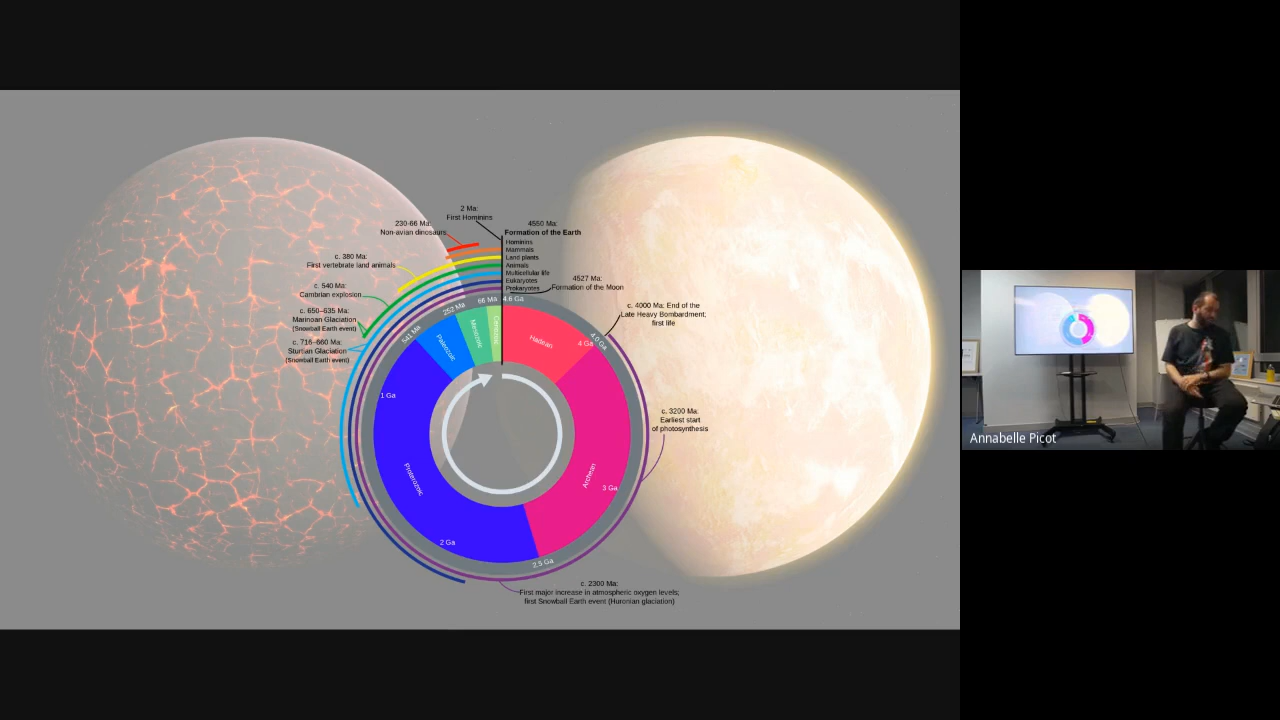 2 Ma:
First Hominins
230-66 Ma:
Non-avian dinosaurs
4550 Ma:
Formation of the Earth
Hominins
Mammals
Land plants
Animals
Multicellular life
Eukaryotes
Prokaryotes
4527 Ma:
Formation of the Moon
c. 380 Ma:
First vertebrate land animals
c. 540 Ma:
Cambrian explosion
c. 650–635 Ma:
Marinoan Glaciation
(Snowball Earth event)
c. 716–660 Ma:
Sturtian Glaciation
(Snowball Earth event)
c. 4000 Ma: End of the
Late Heavy Bombardment;
first life
c. 3200 Ma:
Earliest start
of photosynthesis
c. 2300 Ma:
First major increase in atmospheric oxygen levels;
first Snowball Earth event (Huronian glaciation)
4.6 Ga
4.0 Ga
2.5 Ga
541 Ma
252 Ma
66 Ma
Hadean
4 Ga
Archean
3 Ga
2 Ga
Proterozoic
1 Ga
Paleozoic
Mesozoic
Cenozoic
Annabelle Picot